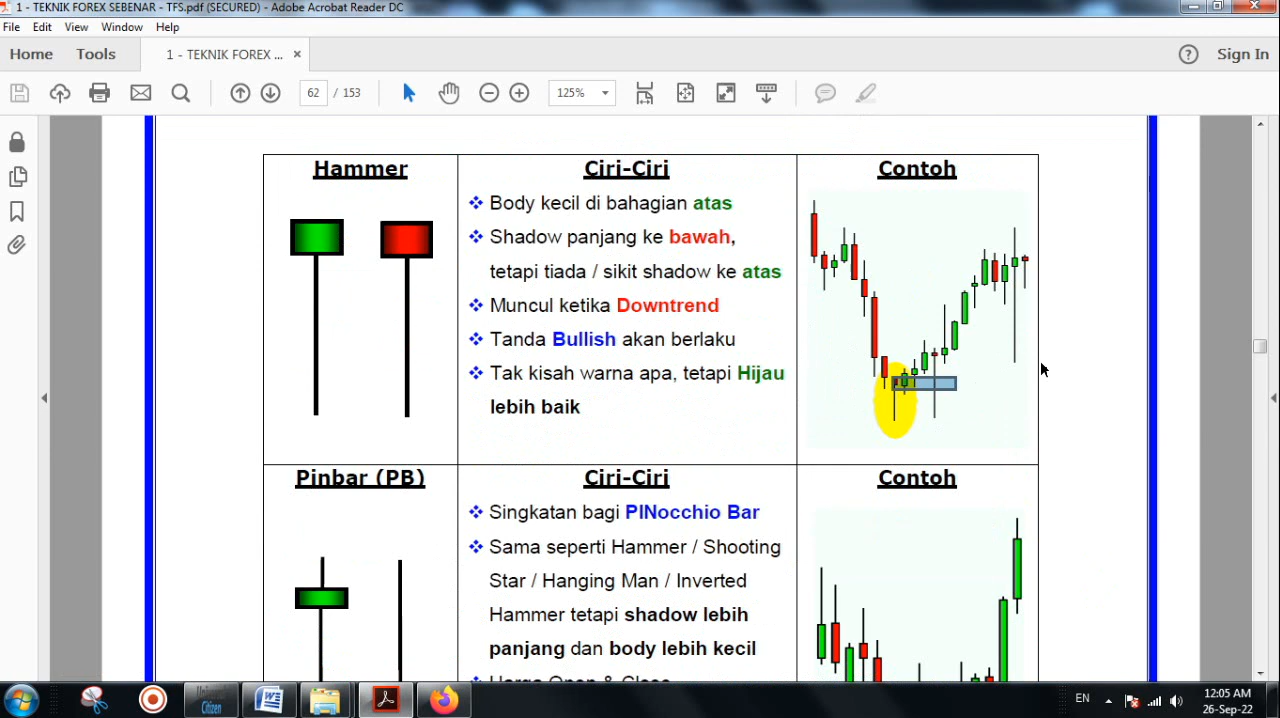 1 - TEKNIK FOREX SEBENAR - TFS.pdf (SECURED) - Adobe Acrobat Reader DC
File Edit View Window Help
Home Tools 1 - TEKNIK FOREX ... × Sign In
62 / 153 125%
Hammer Ciri-Ciri Contoh
Body kecil di bahagian atas
Shadow panjang ke bawah,
tetapi tiada / sikit shadow ke atas
Muncul ketika Downtrend
Tanda Bullish akan berlaku
Tak kisah warna apa, tetapi Hijau
lebih baik
Pinbar (PB) Ciri-Ciri Contoh
Singkatan bagi PINocchio Bar
Sama seperti Hammer / Shooting
Star / Hanging Man / Inverted
Hammer tetapi shadow lebih
panjang dan body lebih kecil
Harga Open & Close
Citizen
EN
12:05 AM
26-Sep-22